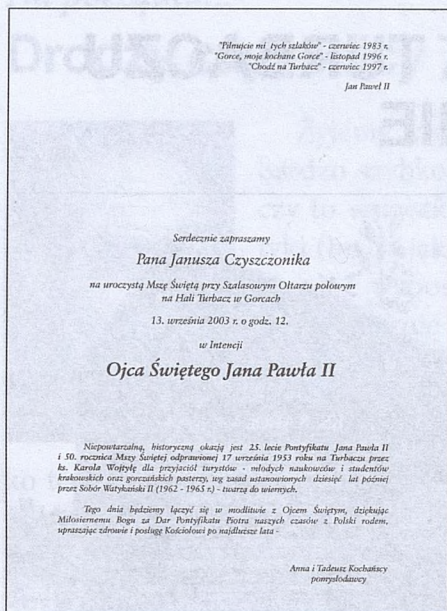 "Pilnujcie mi tych szlaków" - czerwiec 1983 r.
"Gorce, moje kochane Gorce" - listopad 1996 r.
"Chodź na Turbacz" - czerwiec 1997 r.
Jan Paweł II
Serdecznie zapraszamy
Pana Janusza Czyszczonika
na uroczystą Mszę Świętą przy Szałasowym Ołtarzu polowym
na Hali Turbacz w Gorcach
13. września 2003 r. o godz. 12.
w Intencji
Ojca Świętego Jana Pawła II
Niepowtarzalną, historyczną okazją jest 25. lecie Pontyfikatu Jana Pawła II
i 50. rocznica Mszy Świętej odprawionej 17 września 1953 roku na Turbaczu przez
ks. Karola Wojtyłę dla przyjaciół turystów - młodych naukowców i studentów
krakowskich oraz gorczańskich pasterzy, wg zasad ustanowionych dziesięć lat później
przez Sobór Watykański II (1962 - 1965 r.) - twarzą do wiernych.
Tego dnia będziemy łączyć się w modlitwie z Ojcem Świętym, dziękując
Miłosiernemu Bogu za Dar Pontyfikatu Piotra naszych czasów z Polski rodem,
upraszając zdrowie i posługę Kościołowi po najdłuższe lata -
Anna i Tadeusz Kochańscy
pomysłodawcy